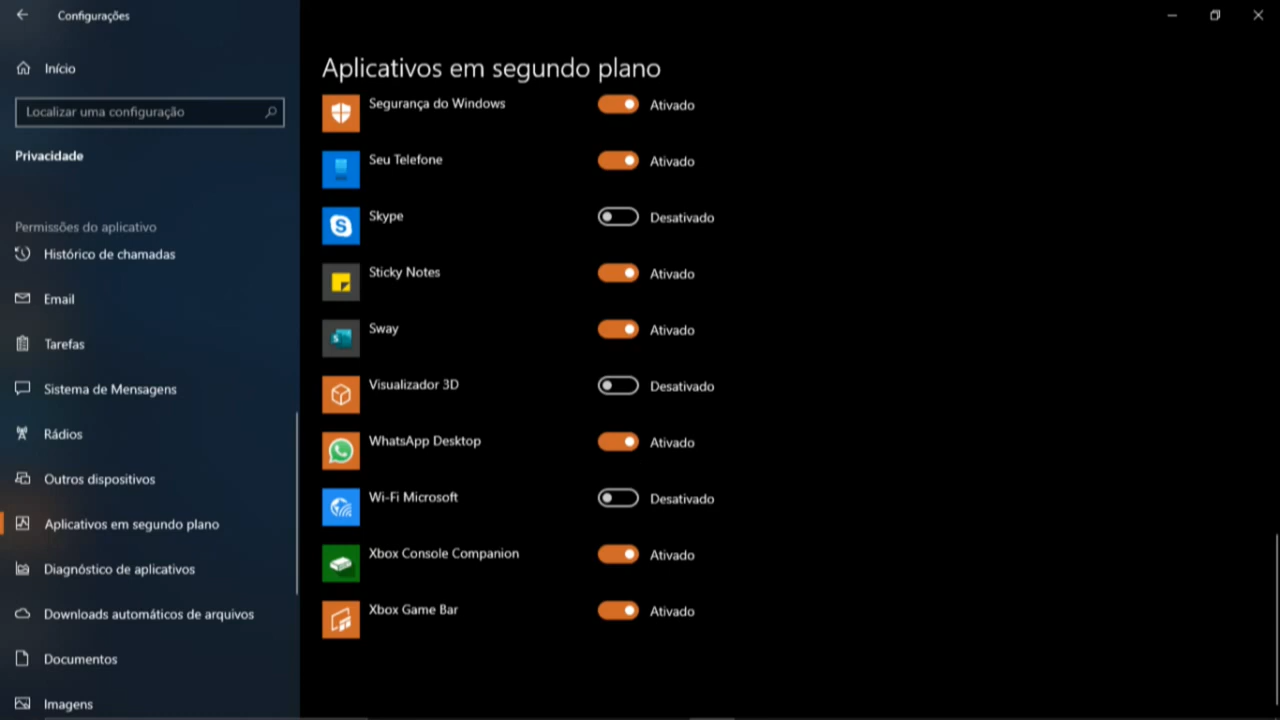 Configurações
Início
Localizar uma configuração
Privacidade
Permissões do aplicativo
Histórico de chamadas
Email
Tarefas
Sistema de Mensagens
Rádios
Outros dispositivos
Aplicativos em segundo plano
Diagnóstico de aplicativos
Downloads automáticos de arquivos
Documentos
Imagens
Aplicativos em segundo plano
Segurança do Windows Ativado
Seu Telefone Ativado
Skype Desativado
Sticky Notes Ativado
Sway Ativado
Visualizador 3D Desativado
WhatsApp Desktop Ativado
Wi-Fi Microsoft Desativado
Xbox Console Companion Ativado
Xbox Game Bar Ativado